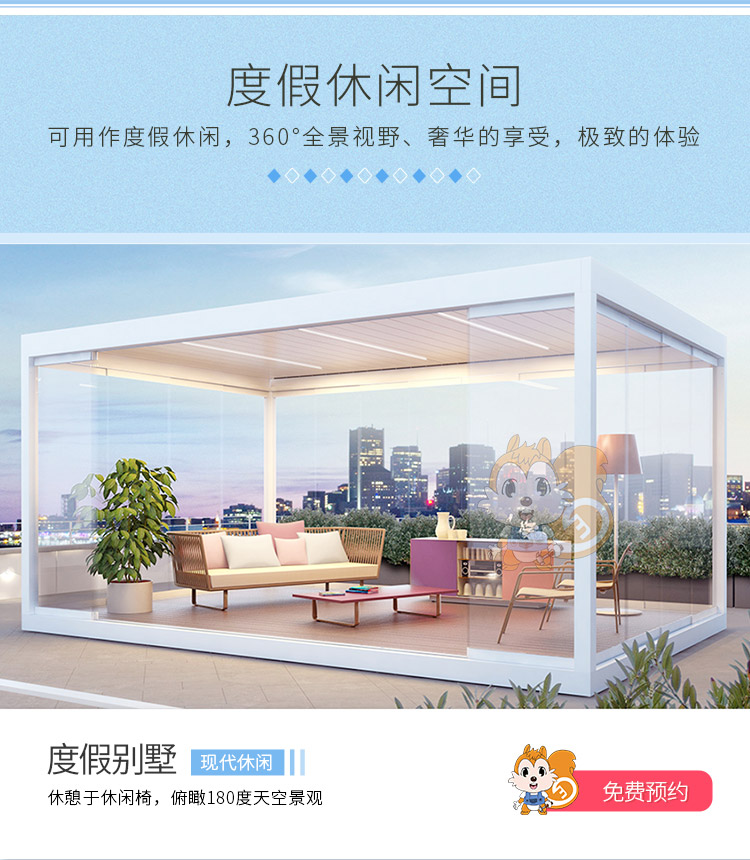 度假休闲空间
可用作度假休闲，360°全景视野、奢华的享受，极致的体验
度假别墅
现代休闲
休憩于休闲椅，俯瞰180度天空景观
免费预约